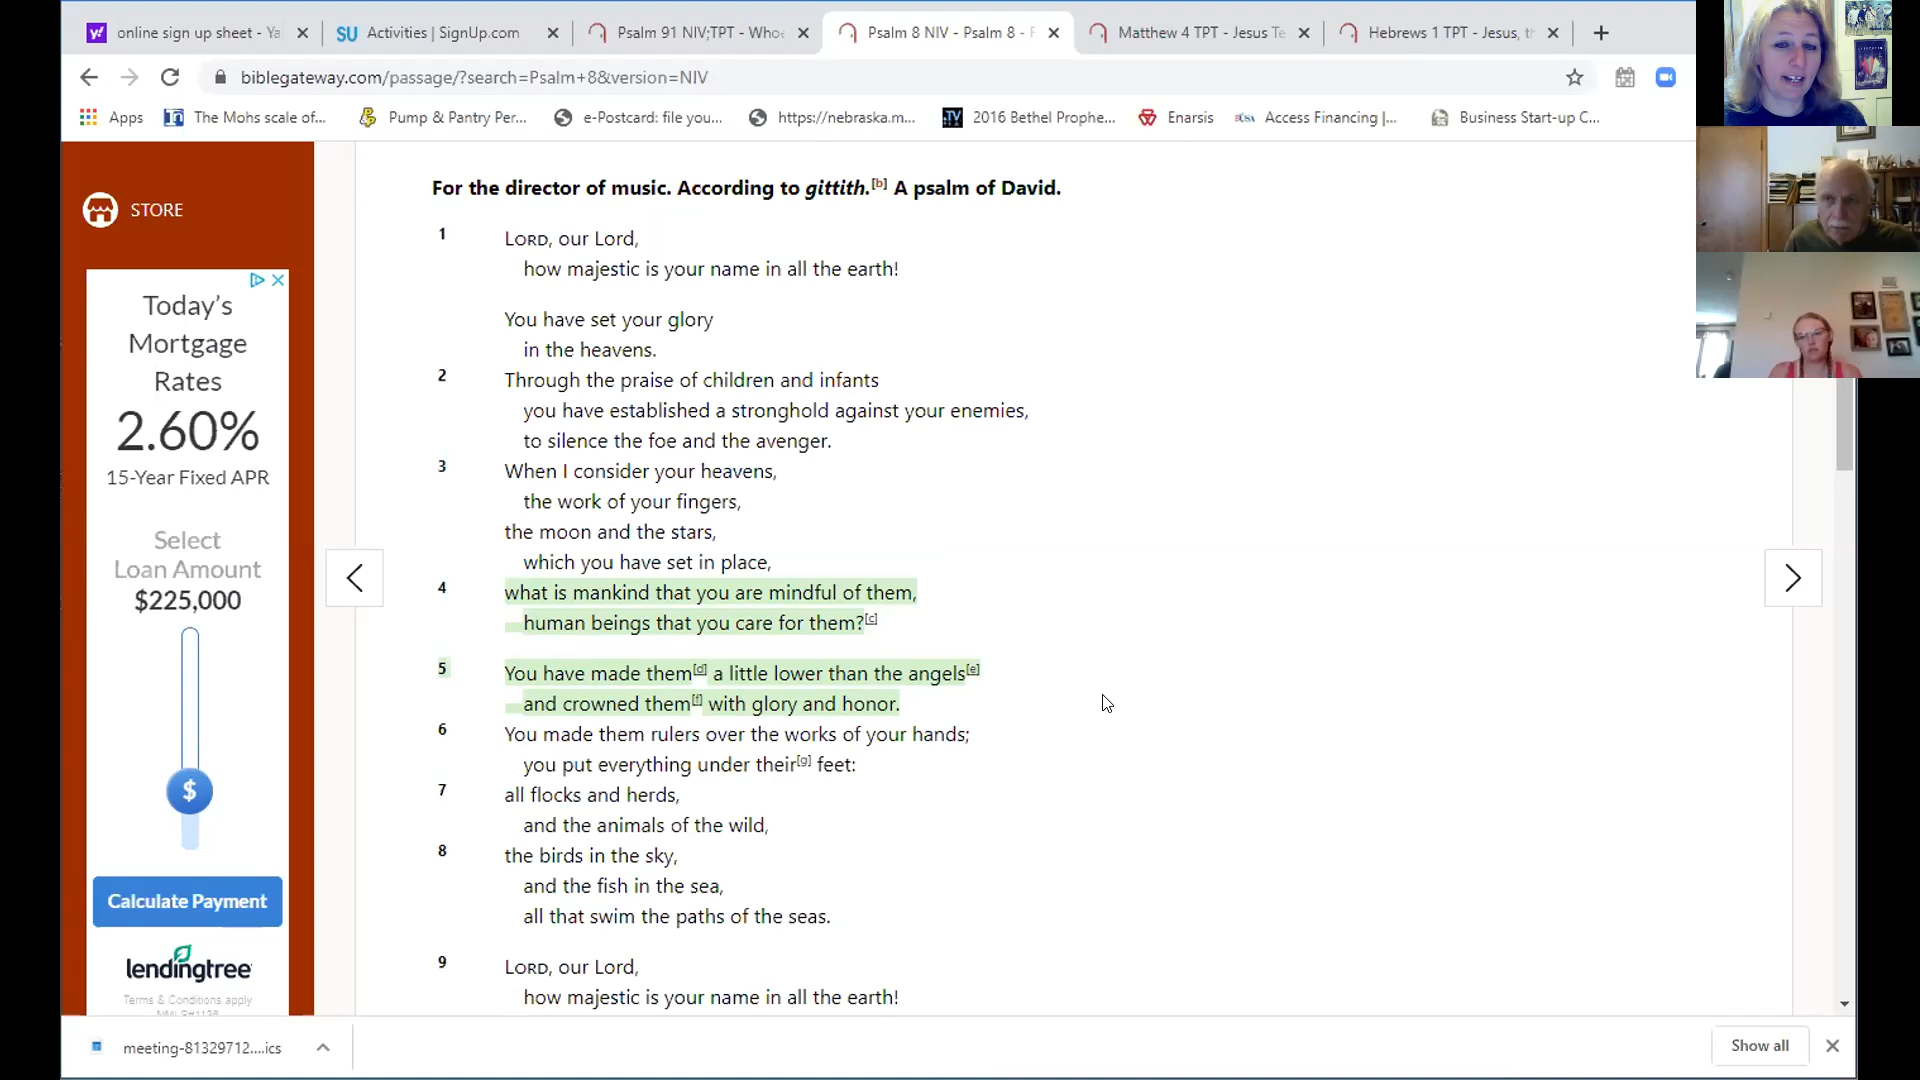 online sign up sheet - Ya
Activities | SignUp.com
Psalm 91 NIV;TPT - Whoe
Psalm 8 NIV - Psalm 8 - F
Matthew 4 TPT - Jesus Te
Hebrews 1 TPT - Jesus, t
biblegateway.com/passage/?search=Psalm+8&version=NIV
Apps
The Mohs scale of...
Pump & Pantry Per...
e-Postcard: file you...
https://nebraska.m...
2016 Bethel Prophe...
Enarsis
Access Financing |...
Business Start-up C...
STORE
Today's
Mortgage
Rates
2.60%
15-Year Fixed APR
Select
Loan Amount
$225,000
$
Calculate Payment
lendingtree
Terms & Conditions apply
For the director of music. According to gittith.[b] A psalm of David.
1 LORD, our Lord,
how majestic is your name in all the earth!
You have set your glory
in the heavens.
2 Through the praise of children and infants
you have established a stronghold against your enemies,
to silence the foe and the avenger.
3 When I consider your heavens,
the work of your fingers,
the moon and the stars,
which you have set in place,
4 what is mankind that you are mindful of them,
human beings that you care for them?[c]
5 You have made them[d] a little lower than the angels[e]
and crowned them[f] with glory and honor.
6 You made them rulers over the works of your hands;
you put everything under their[g] feet:
7 all flocks and herds,
and the animals of the wild,
8 the birds in the sky,
and the fish in the sea,
all that swim the paths of the seas.
9 LORD, our Lord,
how majestic is your name in all the earth!
meeting-81329712....ics
Show all